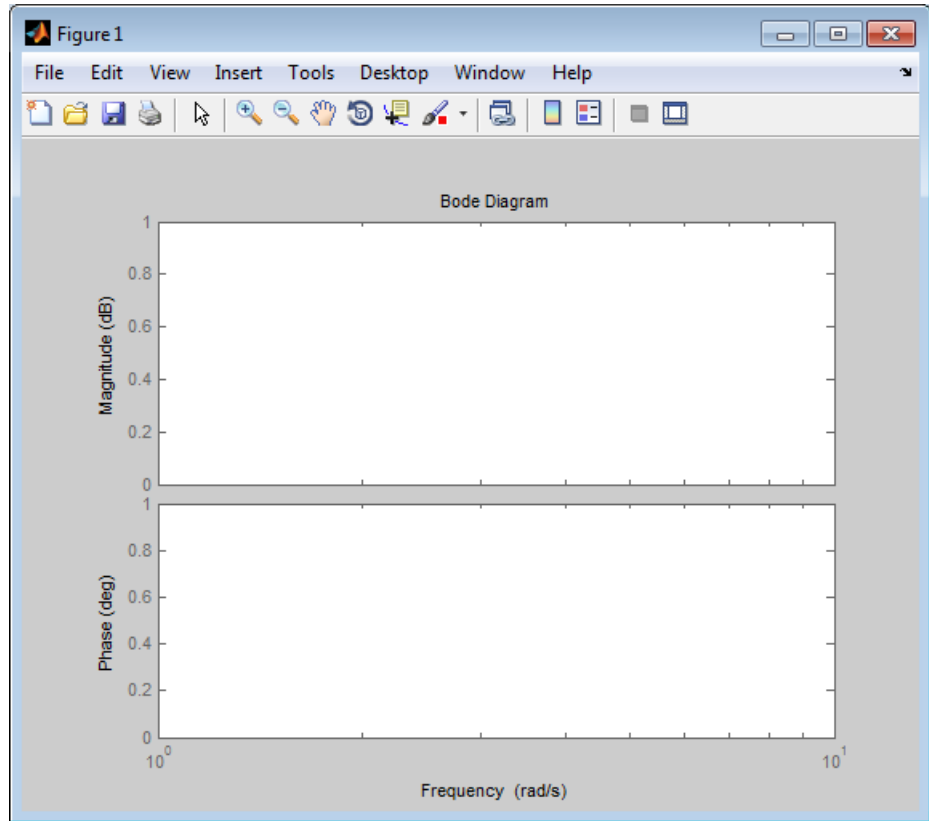 Figure 1
File Edit View Insert Tools Desktop Window Help
Bode Diagram
1
0.8
0.6
0.4
0.2
0
Magnitude (dB)
1
0.8
0.6
0.4
0.2
0
Phase (deg)
10^0
10^1
Frequency (rad/s)